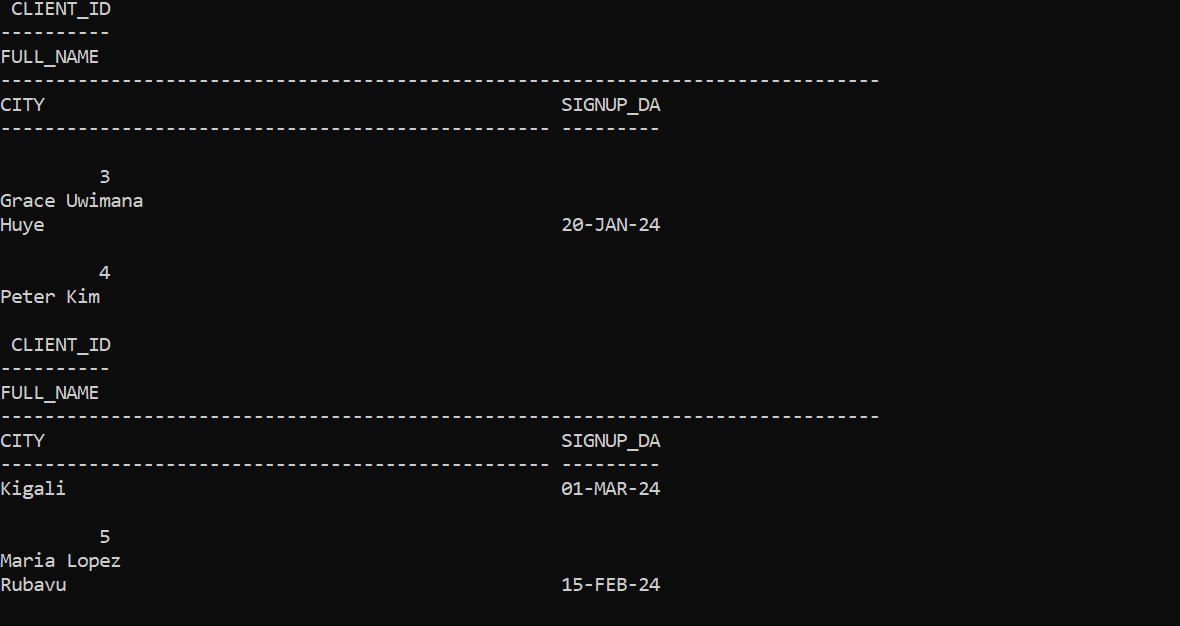 CLIENT_ID
----------
FULL_NAME
--------------------------------------------------------------------------------
CITY                                               SIGNUP_DA
-------------------------------------------------- ---------

         3
Grace Uwimana
Huye                                               20-JAN-24

         4
Peter Kim

 CLIENT_ID
----------
FULL_NAME
--------------------------------------------------------------------------------
CITY                                               SIGNUP_DA
-------------------------------------------------- ---------
Kigali                                             01-MAR-24

         5
Maria Lopez
Rubavu                                             15-FEB-24